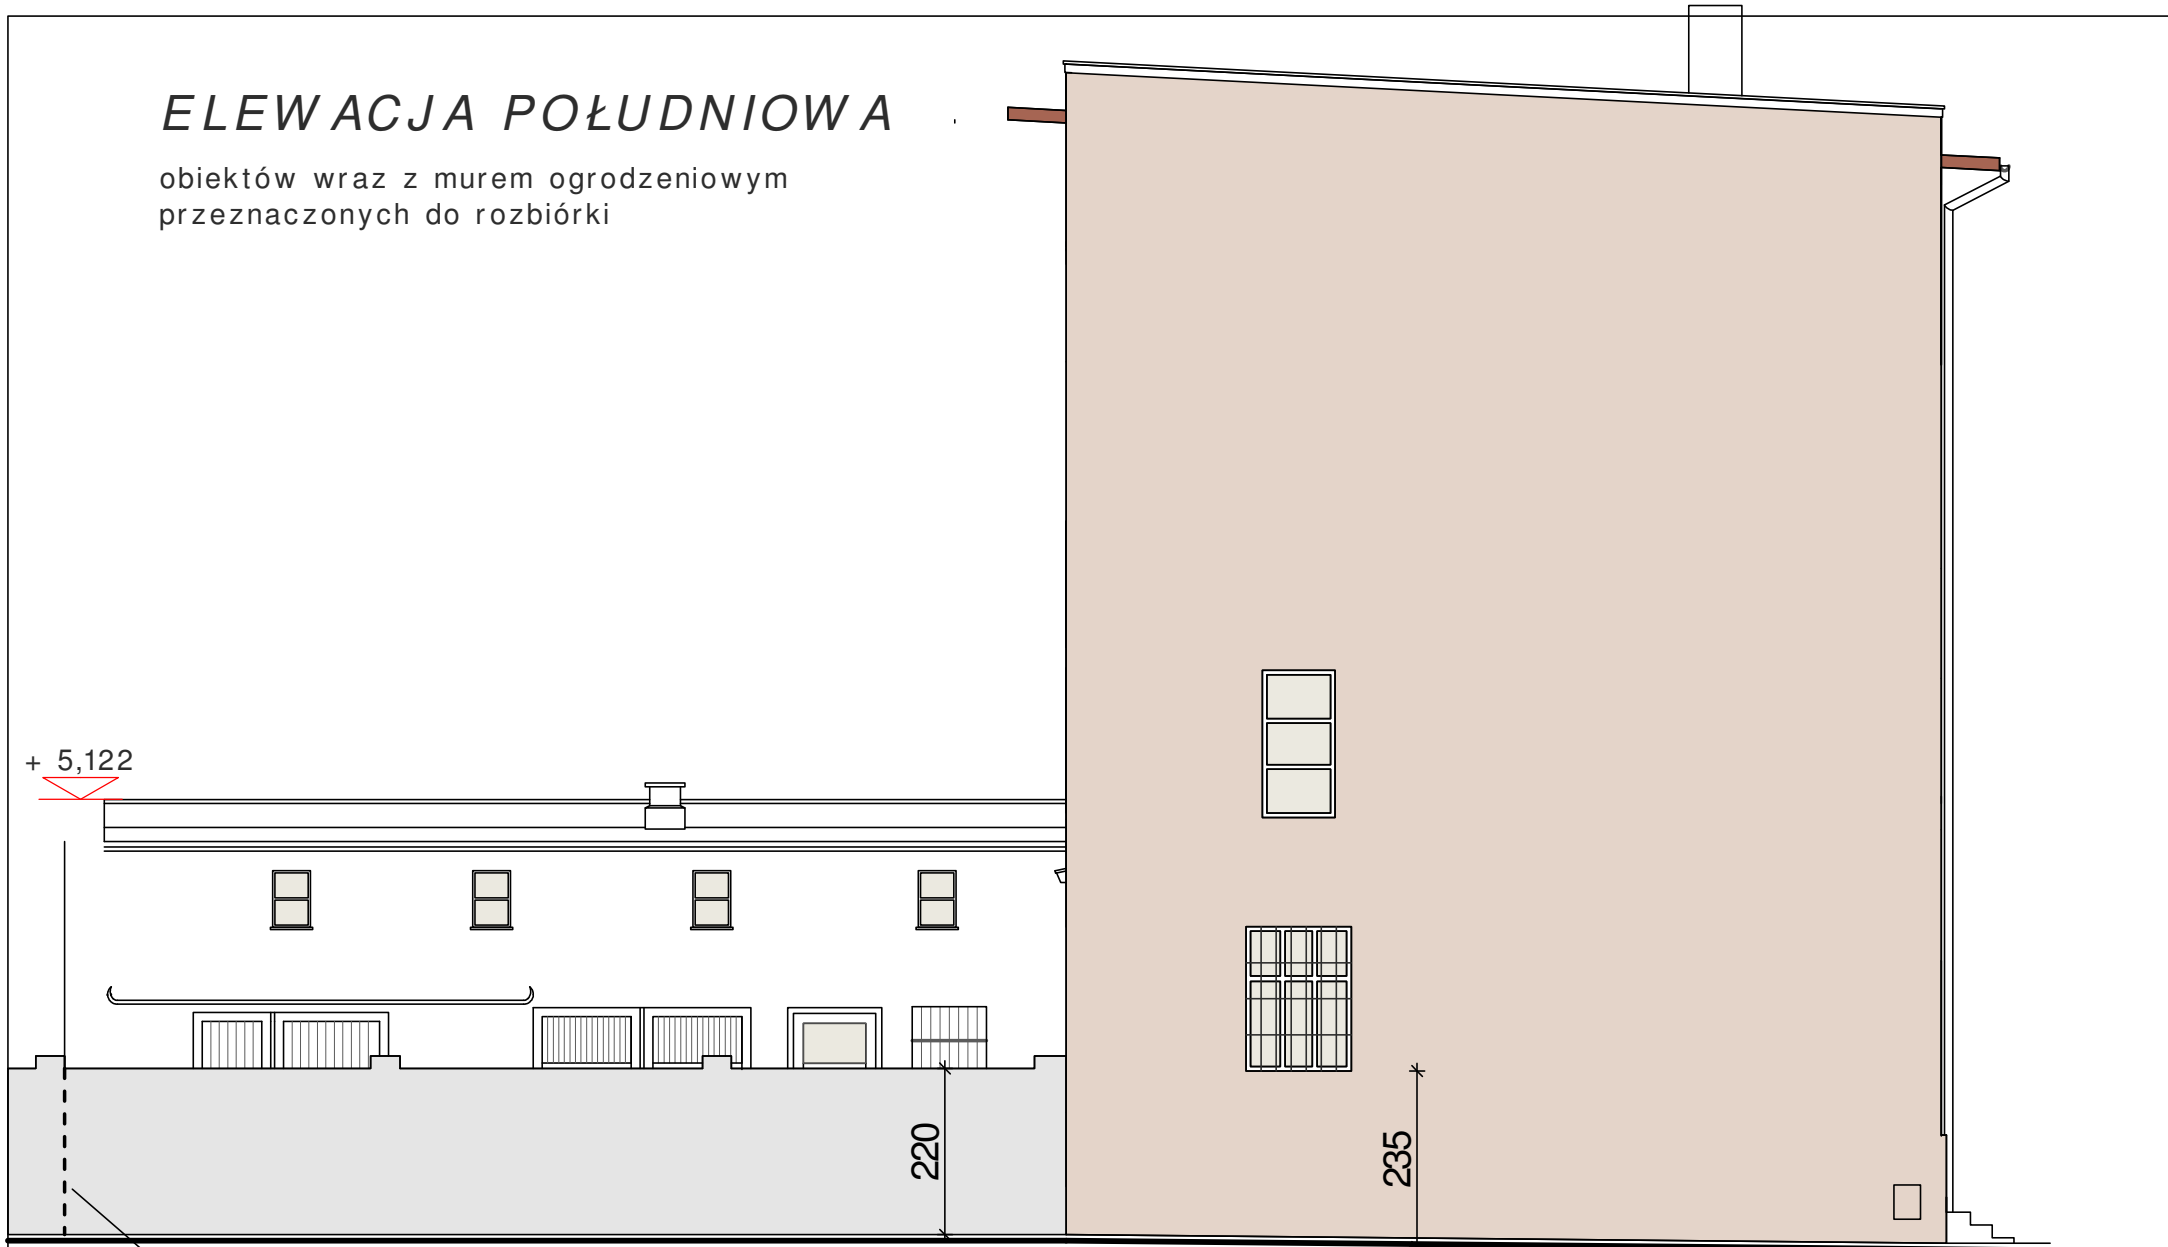 ELEWACJA POŁUDNIOWA
obiektów wraz z murem ogrodzeniowym
przeznaczonych do rozbiórki
+ 5,122
220
235